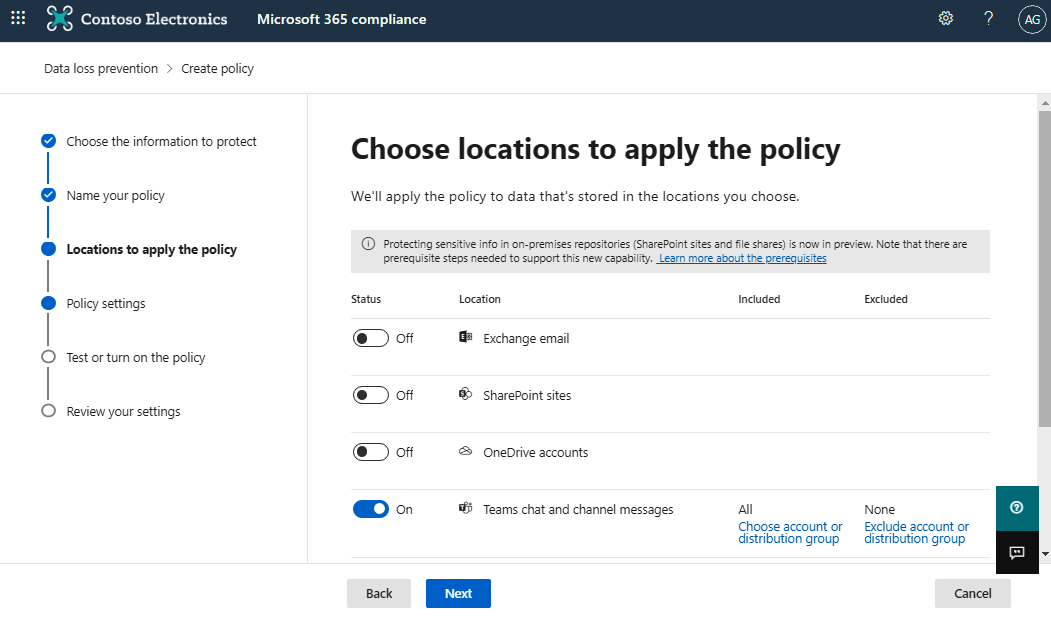 Contoso Electronics
Microsoft 365 compliance
?
AG
Data loss prevention > Create policy
Choose the information to protect
Name your policy
Locations to apply the policy
Policy settings
Test or turn on the policy
Review your settings
Choose locations to apply the policy
We'll apply the policy to data that's stored in the locations you choose.
Protecting sensitive info in on-premises repositories (SharePoint sites and file shares) is now in preview. Note that there are
prerequisite steps needed to support this new capability. Learn more about the prerequisites
Status Location Included Excluded
Off Exchange email
Off SharePoint sites
Off OneDrive accounts
On Teams chat and channel messages All None
Choose account or Exclude account or
distribution group distribution group
Back Next Cancel